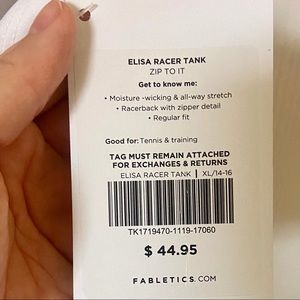 ELISA RACER TANK
ZIP TO IT
Get to know me:
• Moisture -wicking & all-way stretch
• Racerback with zipper detail
• Regular fit
Good for: Tennis & training
TAG MUST REMAIN ATTACHED
FOR EXCHANGES & RETURNS
ELISA RACER TANK | XL/14-16
TK1719470-1119-17060
$ 44.95
FABLETICS.COM